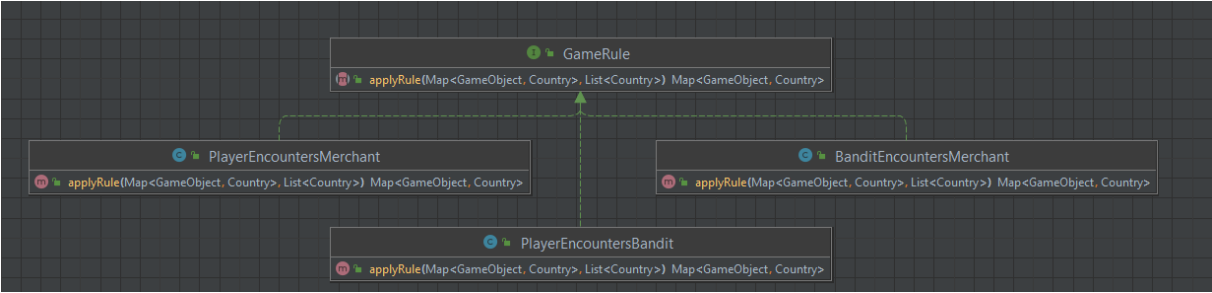 GameRule
applyRule(Map<GameObject, Country>, List<Country>) Map<GameObject, Country>
PlayerEncountersMerchant
applyRule(Map<GameObject, Country>, List<Country>) Map<GameObject, Country>
BanditEncountersMerchant
applyRule(Map<GameObject, Country>, List<Country>) Map<GameObject, Country>
PlayerEncountersBandit
applyRule(Map<GameObject, Country>, List<Country>) Map<GameObject, Country>